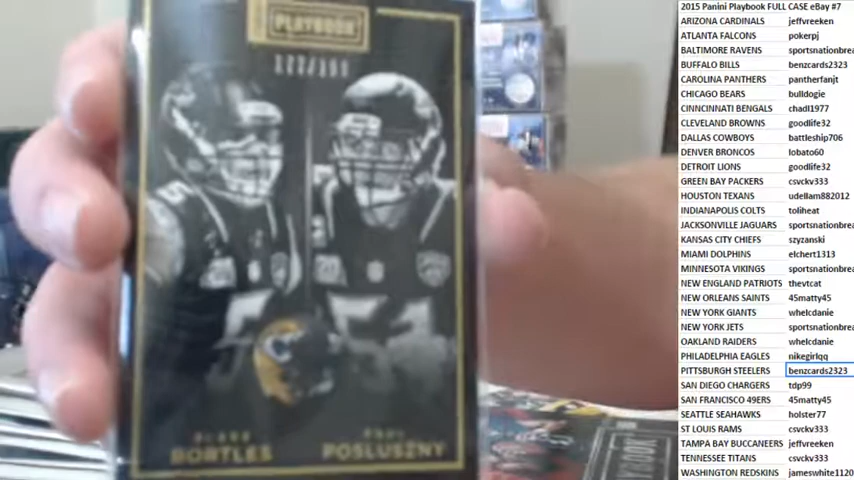 PLAYBOOK
BLAKE
BORTLES
PAUL
POSLUSZNY
2015 Panini Playbook FULL CASE eBay #7
ARIZONA CARDINALS jeffvreeken
ATLANTA FALCONS pokerpj
BALTIMORE RAVENS sportsnationbrea
BUFFALO BILLS benzcards2323
CAROLINA PANTHERS pantherfanjt
CHICAGO BEARS bulldogie
CINNCINATI BENGALS chadl1977
CLEVELAND BROWNS goodlife32
DALLAS COWBOYS battleship706
DENVER BRONCOS lobato60
DETROIT LIONS goodlife32
GREEN BAY PACKERS csvckv333
HOUSTON TEXANS udellam882012
INDIANAPOLIS COLTS toliheat
JACKSONVILLE JAGUARS sportsnationbrea
KANSAS CITY CHIEFS szyzanski
MIAMI DOLPHINS elchert1313
MINNESOTA VIKINGS sportsnationbrea
NEW ENGLAND PATRIOTS thevtcat
NEW ORLEANS SAINTS 45matty45
NEW YORK GIANTS whelcdanie
NEW YORK JETS sportsnationbrea
OAKLAND RAIDERS whelcdanie
PHILADELPHIA EAGLES nikegirlqq
PITTSBURGH STEELERS benzcards2323
SAN DIEGO CHARGERS tdp99
SAN FRANCISCO 49ERS 45matty45
SEATTLE SEAHAWKS holster77
ST LOUIS RAMS csvckv333
TAMPA BAY BUCCANEERS jeffvreeken
TENNESSEE TITANS csvckv333
WASHINGTON REDSKINS jameswhite1120